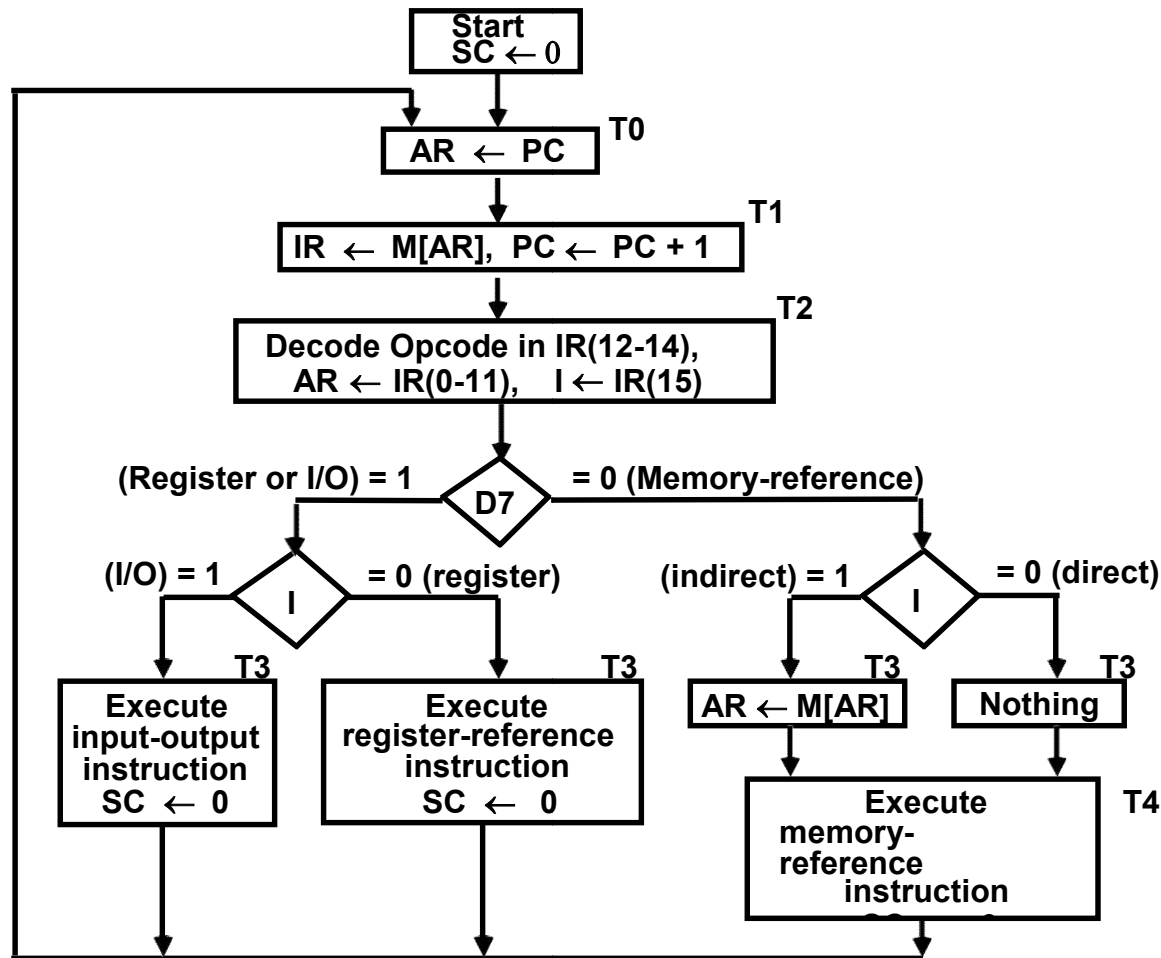 Start
SC ← 0
T0
AR ← PC
T1
IR ← M[AR], PC ← PC + 1
T2
Decode Opcode in IR(12-14),
AR ← IR(0-11), I ← IR(15)
(Register or I/O) = 1
D7
= 0 (Memory-reference)
(I/O) = 1
I
= 0 (register)
(indirect) = 1
I
= 0 (direct)
T3
Execute
input-output
instruction
SC ← 0
T3
Execute
register-reference
instruction
SC ← 0
T3
AR ← M[AR]
T3
Nothing
Execute
memory-
reference
instruction
T4